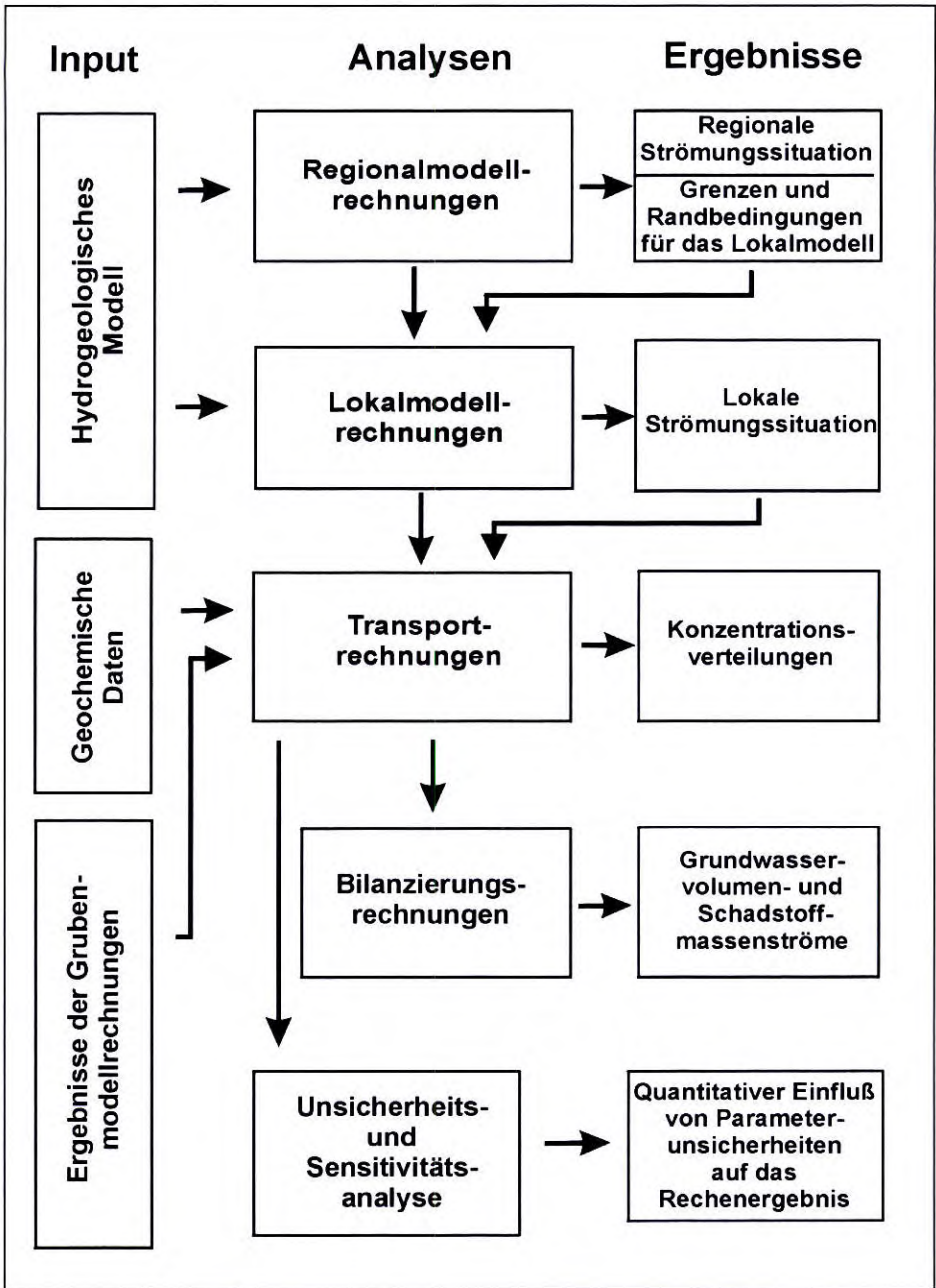 Input
Analysen
Ergebnisse
Hydrogeologisches
Modell
Regionalmodell-
rechnungen
Regionale
Strömungssituation
Grenzen und
Randbedingungen
für das Lokalmodell
Lokalmodell-
rechnungen
Lokale
Strömungssituation
Geochemische
Daten
Transport-
rechnungen
Konzentrations-
verteilungen
Ergebnisse der Gruben-
modellrechnungen
Bilanzierungs-
rechnungen
Grundwasser-
volumen- und
Schadstoff-
massenströme
Unsicherheits-
und
Sensitivitäts-
analyse
Quantitativer Einfluß
von Parameter-
unsicherheiten
auf das
Rechenergebnis